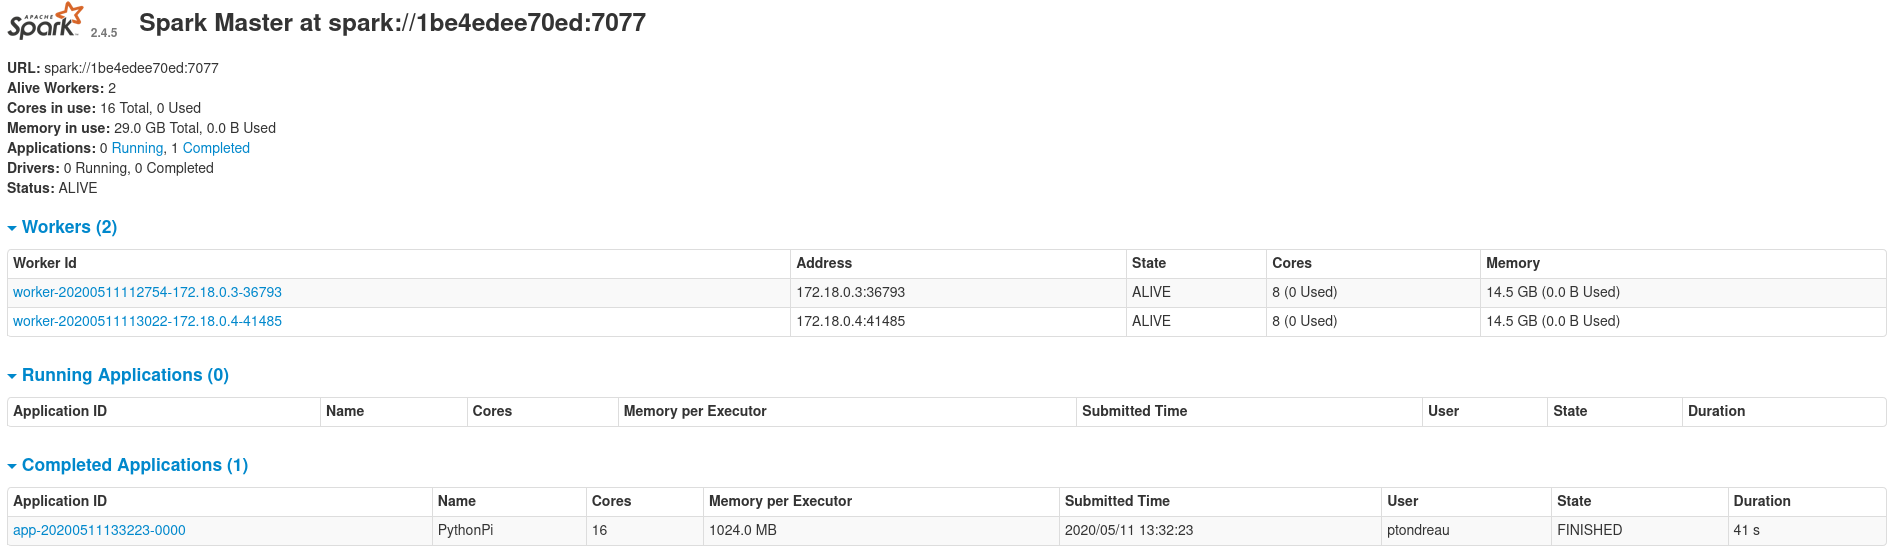 APACHE Spark 2.4.5 Spark Master at spark://1be4edee70ed:7077
URL: spark://1be4edee70ed:7077
Alive Workers: 2
Cores in use: 16 Total, 0 Used
Memory in use: 29.0 GB Total, 0.0 B Used
Applications: 0 Running, 1 Completed
Drivers: 0 Running, 0 Completed
Status: ALIVE
Workers (2)
Worker Id Address State Cores Memory
worker-20200511112754-172.18.0.3-36793 172.18.0.3:36793 ALIVE 8 (0 Used) 14.5 GB (0.0 B Used)
worker-20200511113022-172.18.0.4-41485 172.18.0.4:41485 ALIVE 8 (0 Used) 14.5 GB (0.0 B Used)
Running Applications (0)
Application ID Name Cores Memory per Executor Submitted Time User State Duration
Completed Applications (1)
Application ID Name Cores Memory per Executor Submitted Time User State Duration
app-20200511133223-0000 PythonPi 16 1024.0 MB 2020/05/11 13:32:23 ptondreau FINISHED 41 s